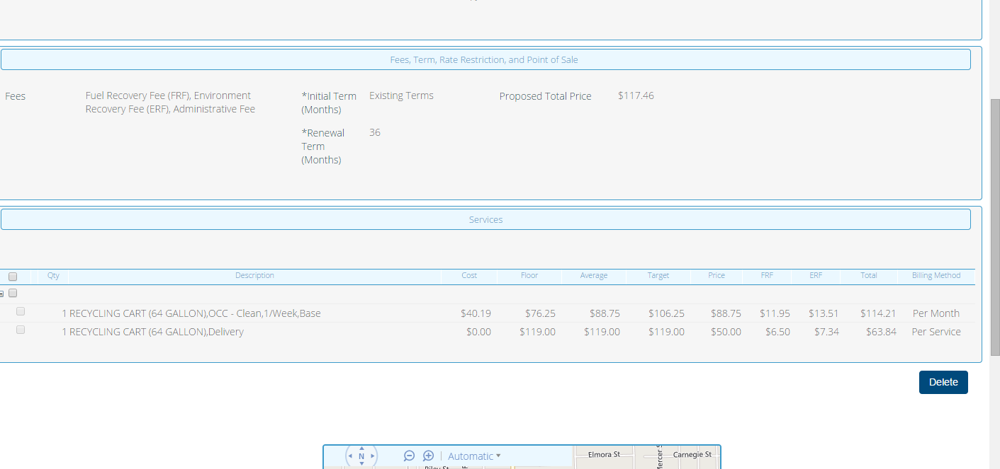 Fees, Term, Rate Restriction, and Point of Sale
Fees Fuel Recovery Fee (FRF), Environment *Initial Term Existing Terms Proposed Total Price $117.46
Recovery Fee (ERF), Administrative Fee (Months)
*Renewal 36
Term
(Months)
Services
Qty Description Cost Floor Average Target Price FRF ERF Total Billing Method
1 RECYCLING CART (64 GALLON),OCC - Clean,1/Week,Base $40.19 $76.25 $88.75 $106.25 $88.75 $11.95 $13.51 $114.21 Per Month
1 RECYCLING CART (64 GALLON),Delivery $0.00 $119.00 $119.00 $119.00 $50.00 $6.50 $7.34 $63.84 Per Service
Delete
N Automatic Elmora St Carnegie St